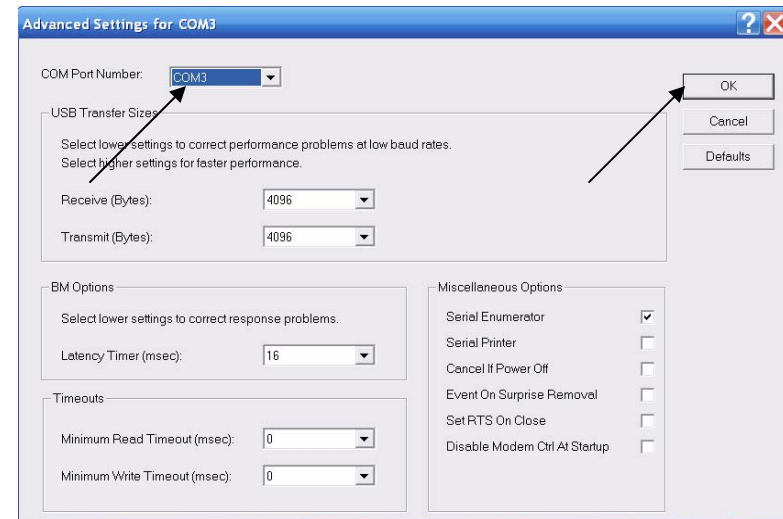 Advanced Settings for COM3
COM Port Number: COM3
OK
Cancel
Defaults
USB Transfer Sizes
Select lower settings to correct performance problems at low baud rates.
Select higher settings for faster performance.
Receive (Bytes): 4096
Transmit (Bytes): 4096
BM Options
Select lower settings to correct response problems.
Latency Timer (msec): 16
Timeouts
Minimum Read Timeout (msec): 0
Minimum Write Timeout (msec): 0
Miscellaneous Options
Serial Enumerator
Serial Printer
Cancel If Power Off
Event On Surprise Removal
Set RTS On Close
Disable Modem Ctrl At Startup